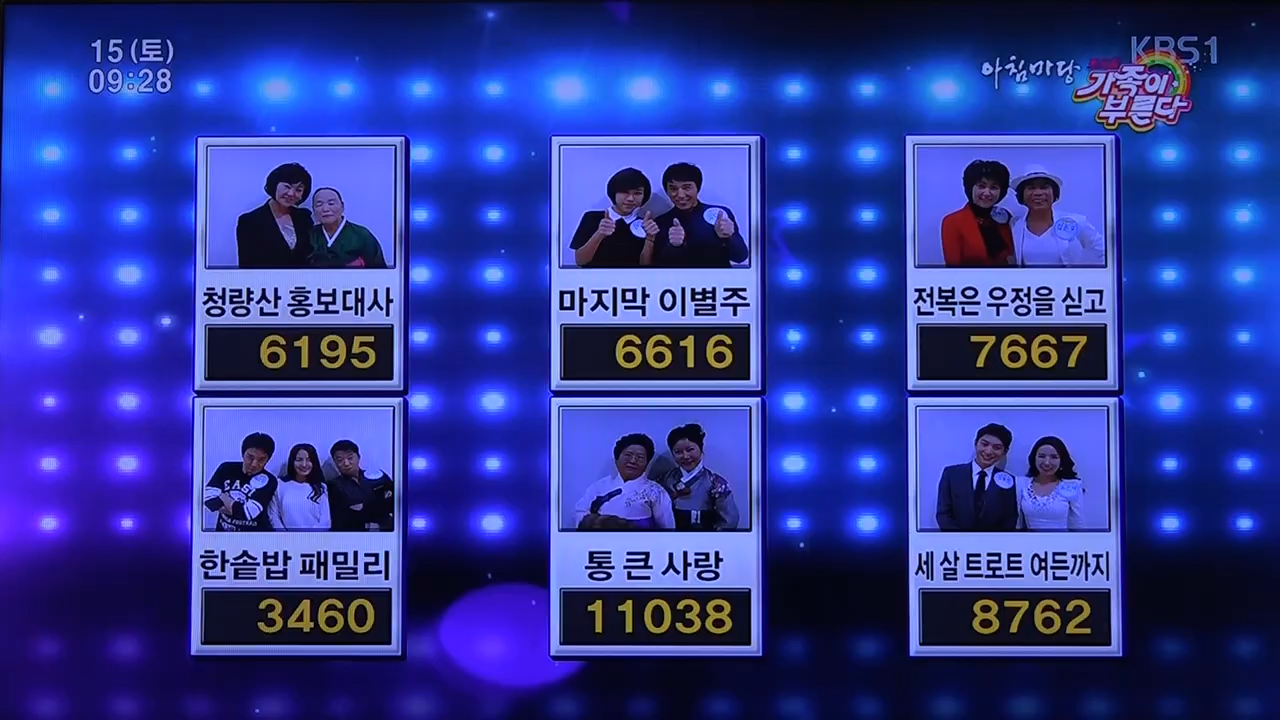 15 (토)
09:28
KBS1
아침마당
가족이
부른다
청량산 홍보대사
6195
마지막 이별주
6616
전복은 우정을 싣고
7667
EAST
한솥밥 패밀리
3460
통 큰 사랑
11038
세 살 트로트 여든까지
8762